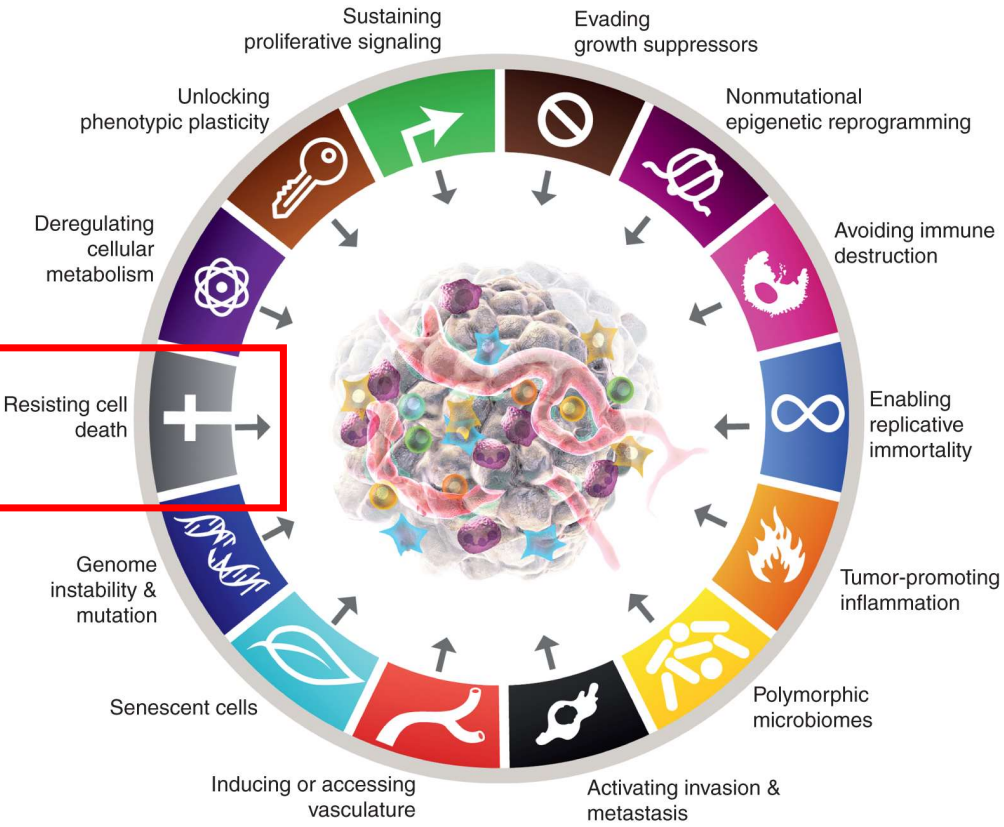 Sustaining
proliferative signaling
Evading
growth suppressors
Nonmutational
epigenetic reprogramming
Avoiding immune
destruction
Enabling
replicative
immortality
Tumor-promoting
inflammation
Polymorphic
microbiomes
Activating invasion &
metastasis
Inducing or accessing
vasculature
Senescent cells
Genome
instability &
mutation
Resisting cell
death
Deregulating
cellular
metabolism
Unlocking
phenotypic plasticity